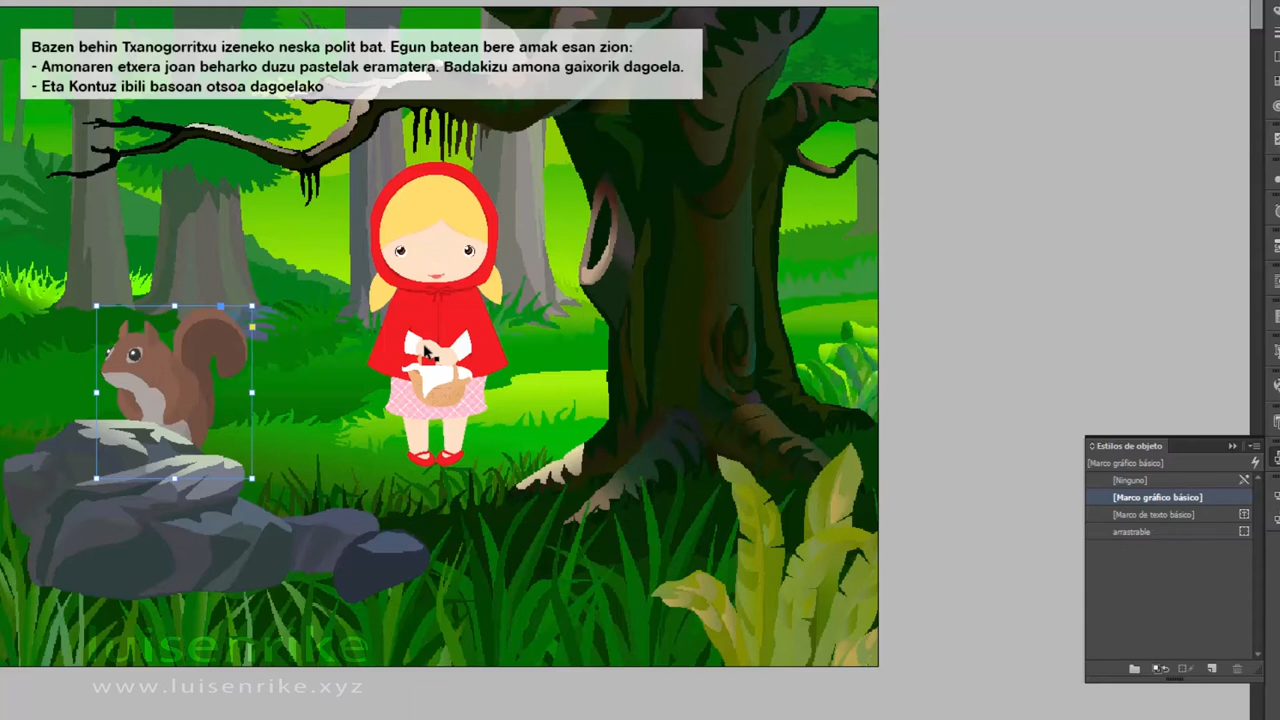 Bazen behin Txanogorritxu izeneko neska polit bat. Egun batean bere amak esan zion:
- Amonaren etxera joan beharko duzu pastelak eramatera. Badakizu amona gaixorik dagoela.
- Eta Kontuz ibili basoan otsoa dagoelako
Estilos de objeto
[Marco gráfico básico]
[Ninguno]
[Marco gráfico básico]
[Marco de texto básico]
arrastrable
luisenrike
www.luisenrike.xyz